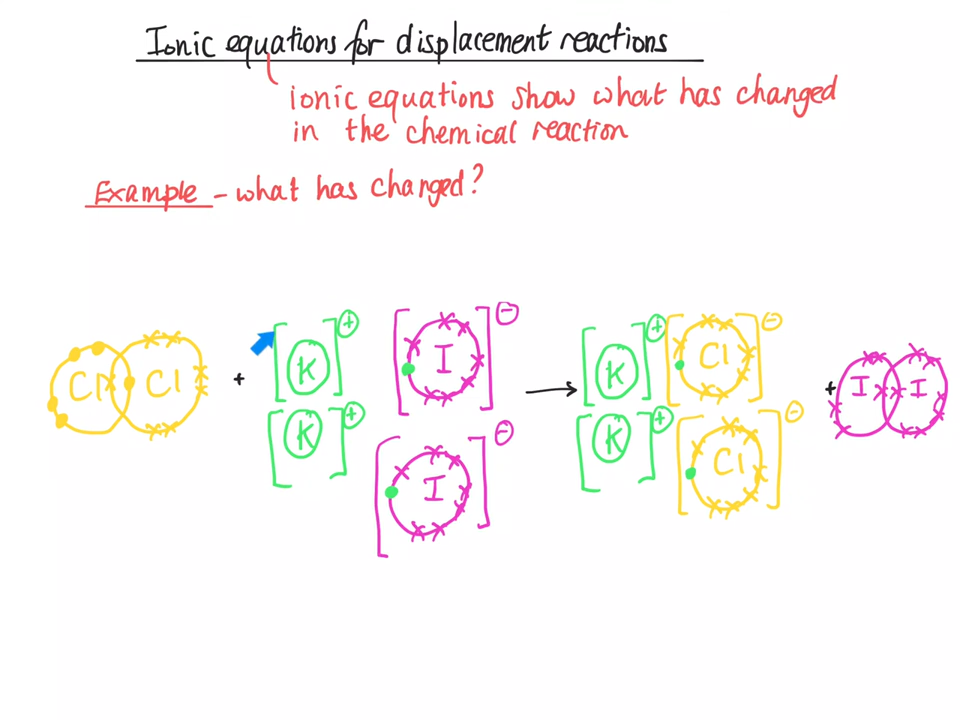 Ionic equations for displacement reactions
ionic equations show what has changed
in the chemical reaction
Example - what has changed?
Cl Cl + [K]⁺ [I]⁻ → [K]⁺ [Cl]⁻ + I I
[K]⁺ [I]⁻ [K]⁺ [Cl]⁻